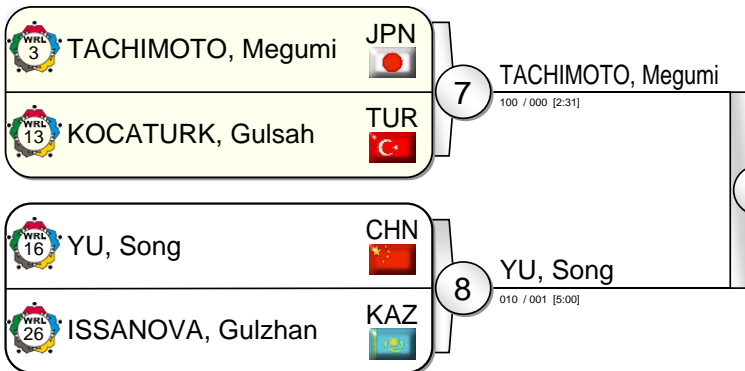 WRL
3
TACHIMOTO, Megumi
JPN
WRL
13
KOCATURK, Gulsah
TUR
7
TACHIMOTO, Megumi
100 / 000 [2:31]
WRL
16
YU, Song
CHN
WRL
26
ISSANOVA, Gulzhan
KAZ
8
YU, Song
010 / 001 [5:00]